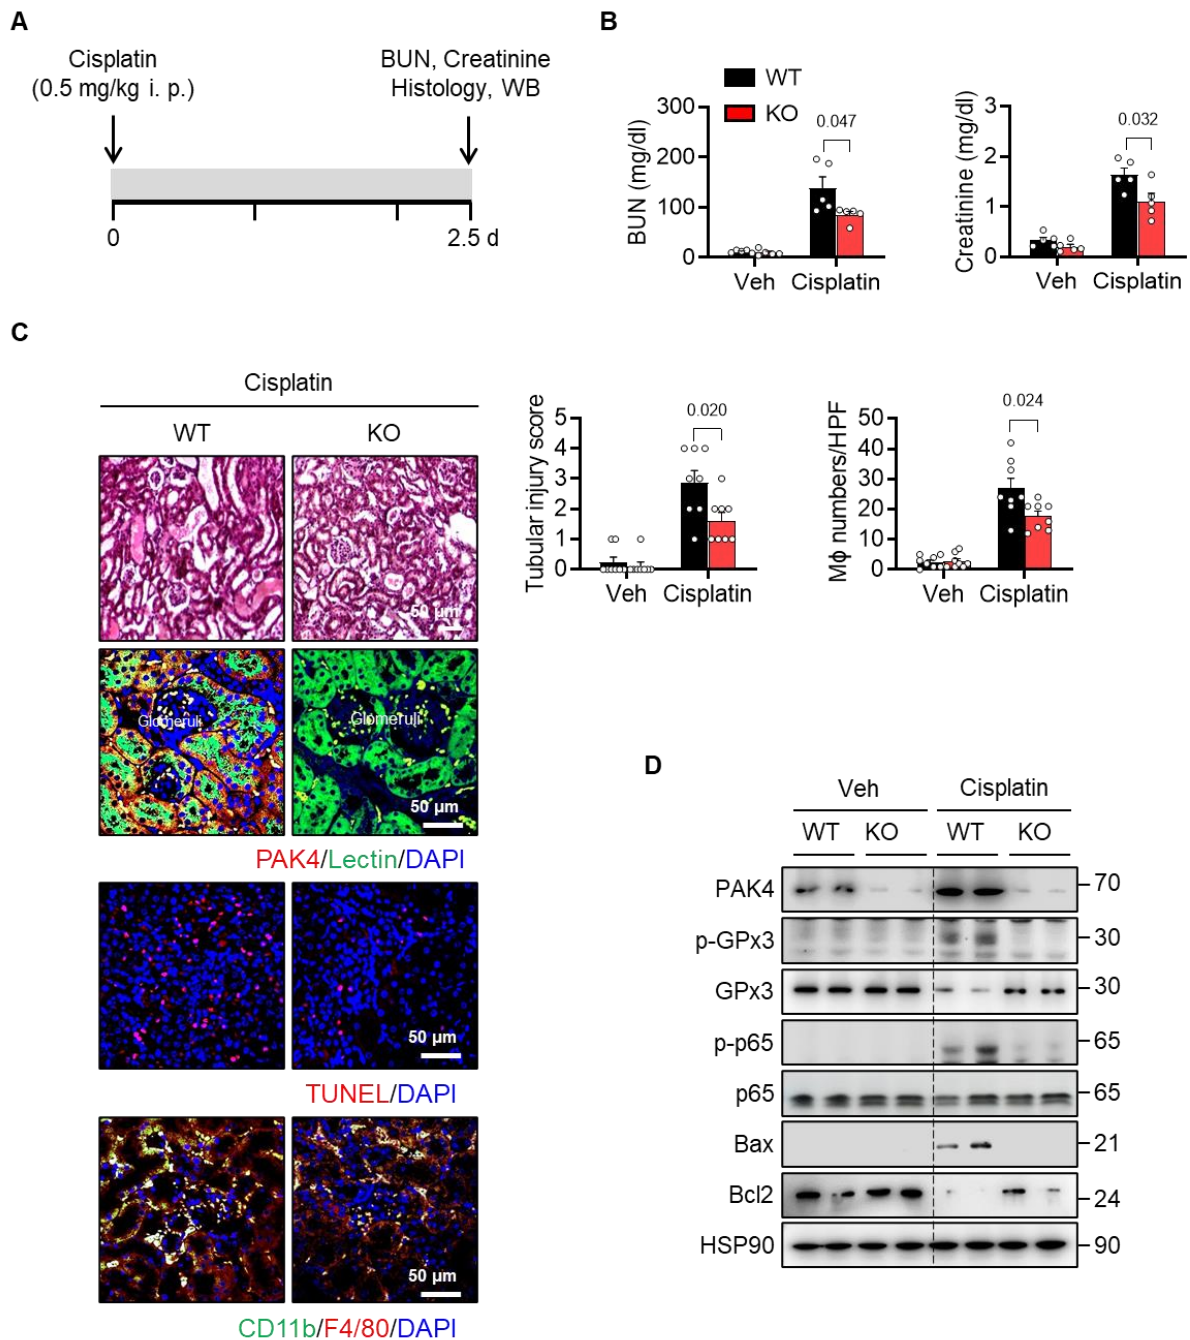 A
Cisplatin
(0.5 mg/kg i. p.)
BUN, Creatinine
Histology, WB
0
2.5 d
B
WT
KO
BUN (mg/dl)
300
200
100
0
0.047
Veh
Cisplatin
Creatinine (mg/dl)
3
2
1
0
0.032
Veh
Cisplatin
C
Cisplatin
WT
KO
50 µm
Glomeruli
Glomeruli
50 µm
PAK4/Lectin/DAPI
50 µm
TUNEL/DAPI
50 µm
CD11b/F4/80/DAPI
Tubular injury score
5
4
3
2
1
0
0.020
Veh
Cisplatin
Mϕ numbers/HPF
50
40
30
20
10
0
0.024
Veh
Cisplatin
D
Veh
Cisplatin
WT
KO
WT
KO
PAK4
70
p-GPx3
30
GPx3
30
p-p65
65
p65
65
Bax
21
Bcl2
24
HSP90
90